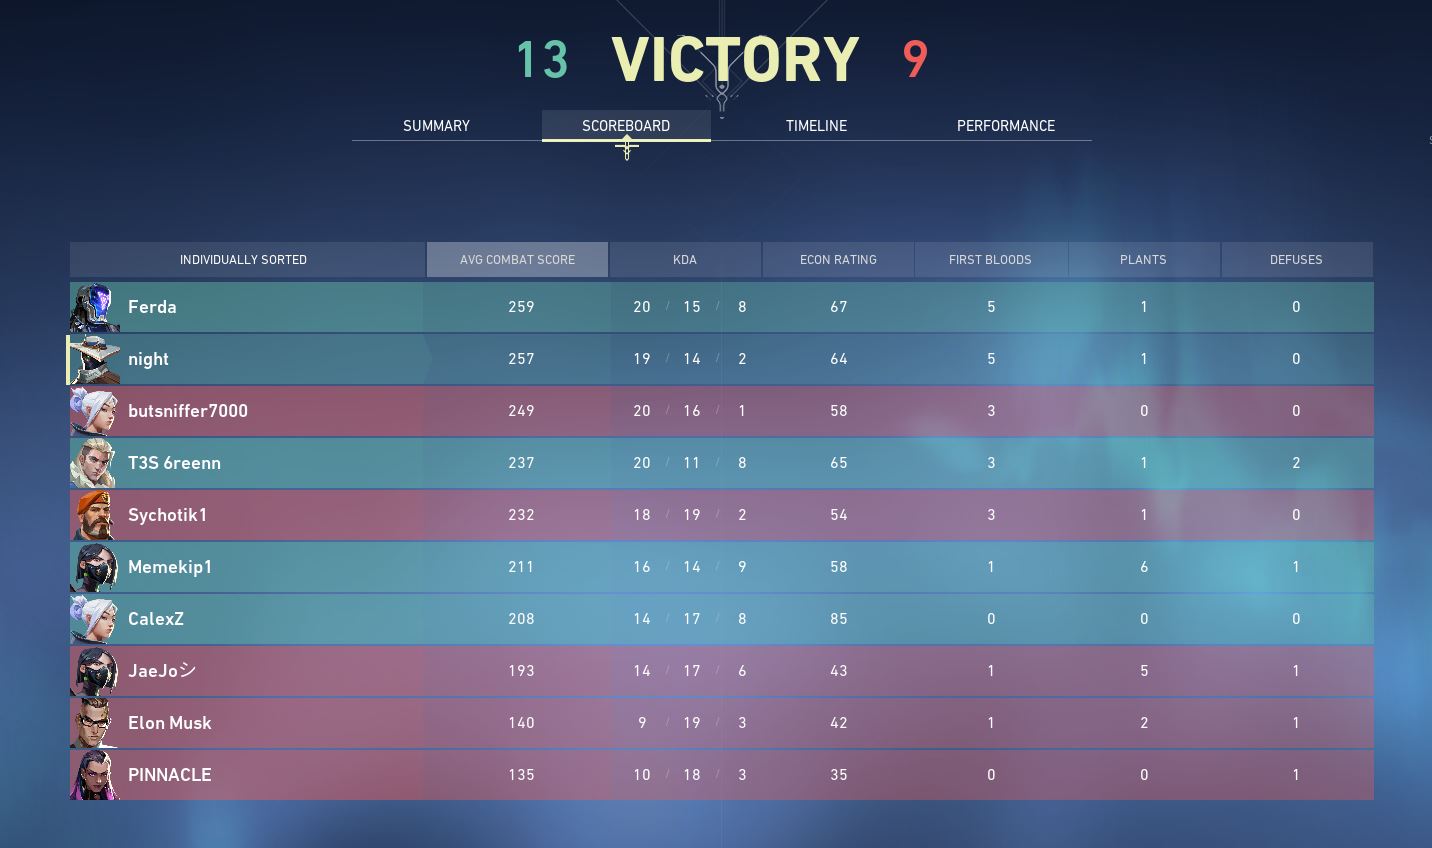 13 VICTORY 9
SUMMARY SCOREBOARD TIMELINE PERFORMANCE
INDIVIDUALLY SORTED AVG COMBAT SCORE KDA ECON RATING FIRST BLOODS PLANTS DEFUSES
Ferda 259 20 / 15 / 8 67 5 1 0
night 257 19 / 14 / 2 64 5 1 0
butsniffer7000 249 20 / 16 / 1 58 3 0 0
T3S 6reenn 237 20 / 11 / 8 65 3 1 2
Sychotik1 232 18 / 19 / 2 54 3 1 0
Memekip1 211 16 / 14 / 9 58 1 6 1
CalexZ 208 14 / 17 / 8 85 0 0 0
JaeJoシ 193 14 / 17 / 6 43 1 5 1
Elon Musk 140 9 / 19 / 3 42 1 2 1
PINNACLE 135 10 / 18 / 3 35 0 0 1